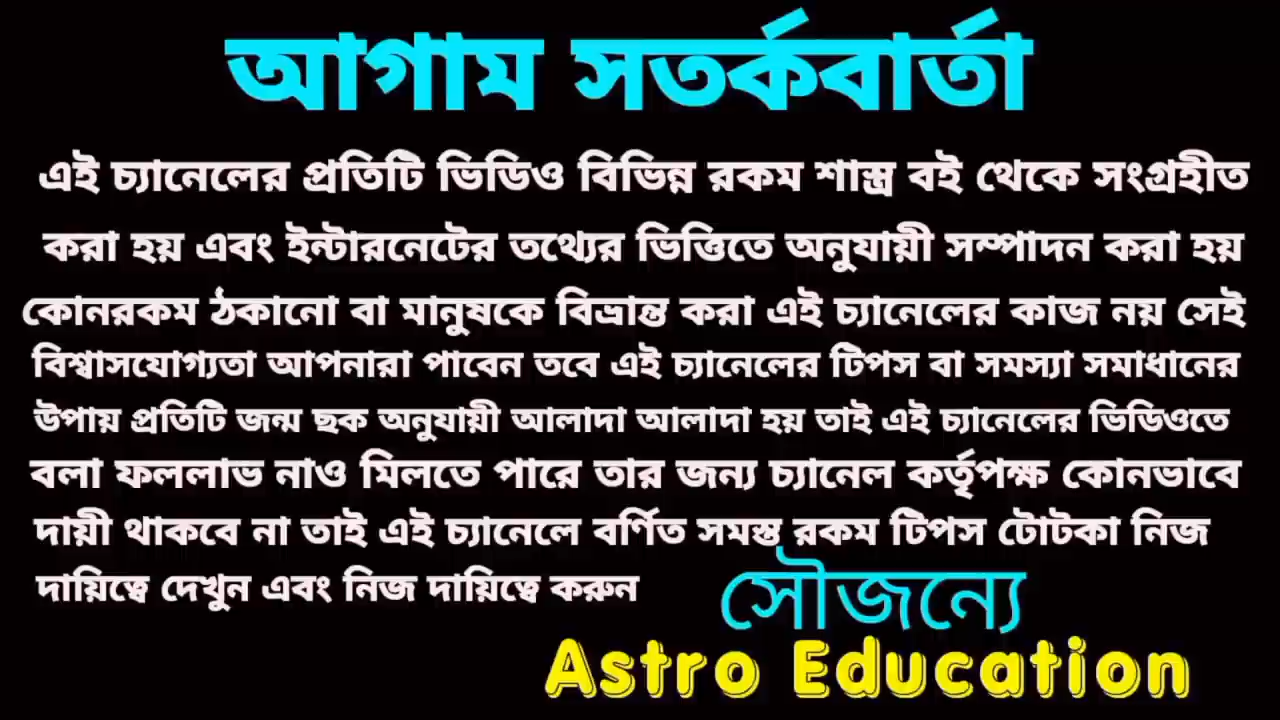 আগাম সতর্কবার্তা
এই চ্যানেলের প্রতিটি ভিডিও বিভিন্ন রকম শাস্ত্র বই থেকে সংগ্রহীত
করা হয় এবং ইন্টারনেটের তথ্যের ভিত্তিতে অনুযায়ী সম্পাদন করা হয়
কোনরকম ঠকানো বা মানুষকে বিভ্রান্ত করা এই চ্যানেলের কাজ নয় সেই
বিশ্বাসযোগ্যতা আপনারা পাবেন তবে এই চ্যানেলের টিপস বা সমস্যা সমাধানের
উপায় প্রতিটি জন্ম ছক অনুযায়ী আলাদা আলাদা হয় তাই এই চ্যানেলের ভিডিওতে
বলা ফললাভ নাও মিলতে পারে তার জন্য চ্যানেল কর্তৃপক্ষ কোনভাবে
দায়ী থাকবে না তাই এই চ্যানেলে বর্ণিত সমস্ত রকম টিপস টোটকা নিজ
দায়িত্বে দেখুন এবং নিজ দায়িত্বে করুন
সৌজন্যে
Astro Education